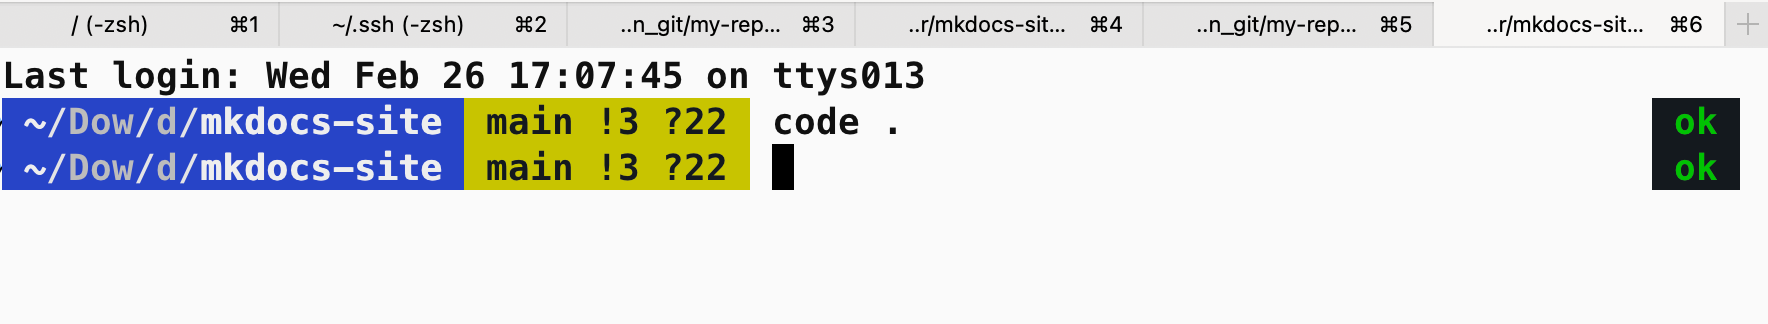 / (-zsh) ⌘1 ~/.ssh (-zsh) ⌘2 ..n_git/my-rep... ⌘3 ..r/mkdocs-sit... ⌘4 ..n_git/my-rep... ⌘5 ..r/mkdocs-sit... ⌘6 +
Last login: Wed Feb 26 17:07:45 on ttys013
~/Dow/d/mkdocs-site main !3 ?22 code . ok
~/Dow/d/mkdocs-site main !3 ?22 ok